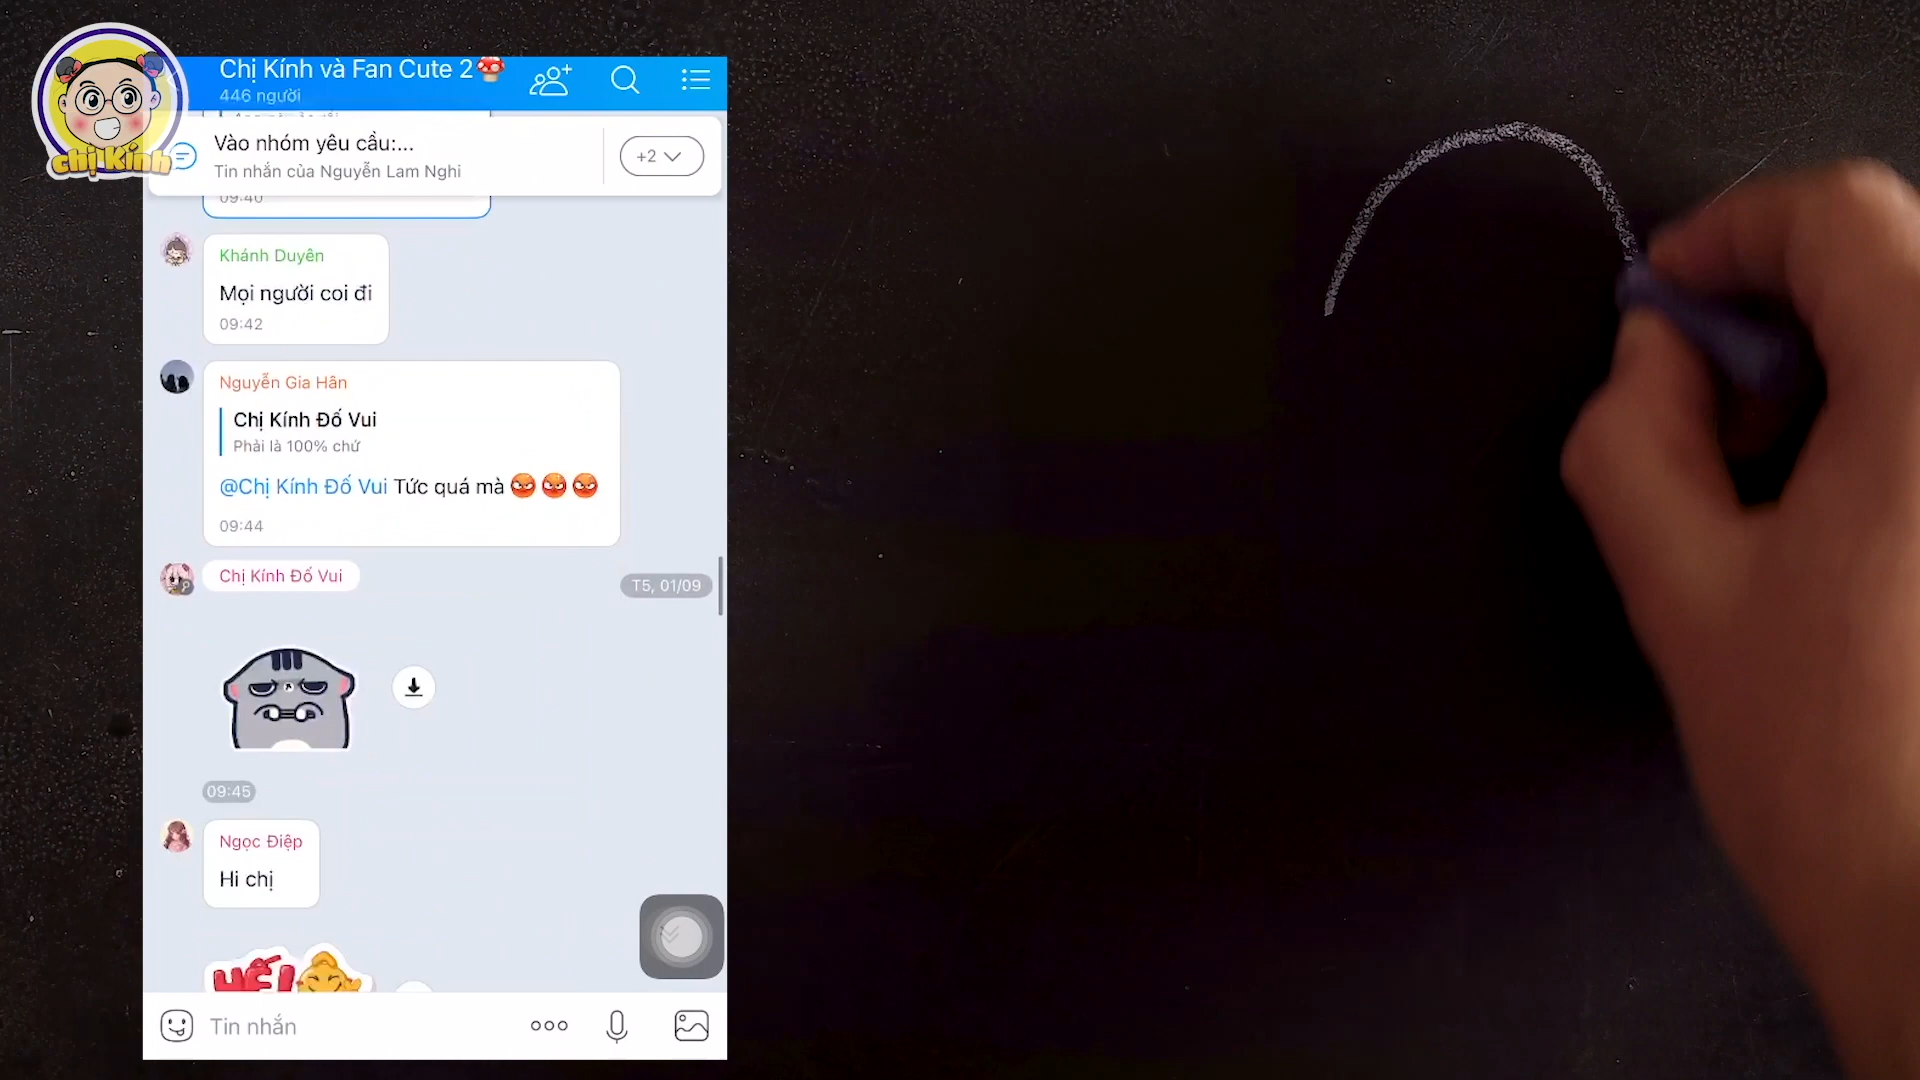 chị Kính
Chị Kính và Fan Cute 2
446 người
Vào nhóm yêu cầu:...
Tin nhắn của Nguyễn Lam Nghi
+2
09:40
Khánh Duyên
Mọi người coi đi
09:42
Nguyễn Gia Hân
Chị Kính Đố Vui
Phải là 100% chứ
@Chị Kính Đố Vui Tức quá mà
09:44
Chị Kính Đố Vui
T5, 01/09
09:45
Ngọc Điệp
Hi chị
HẾ!
Tin nhắn